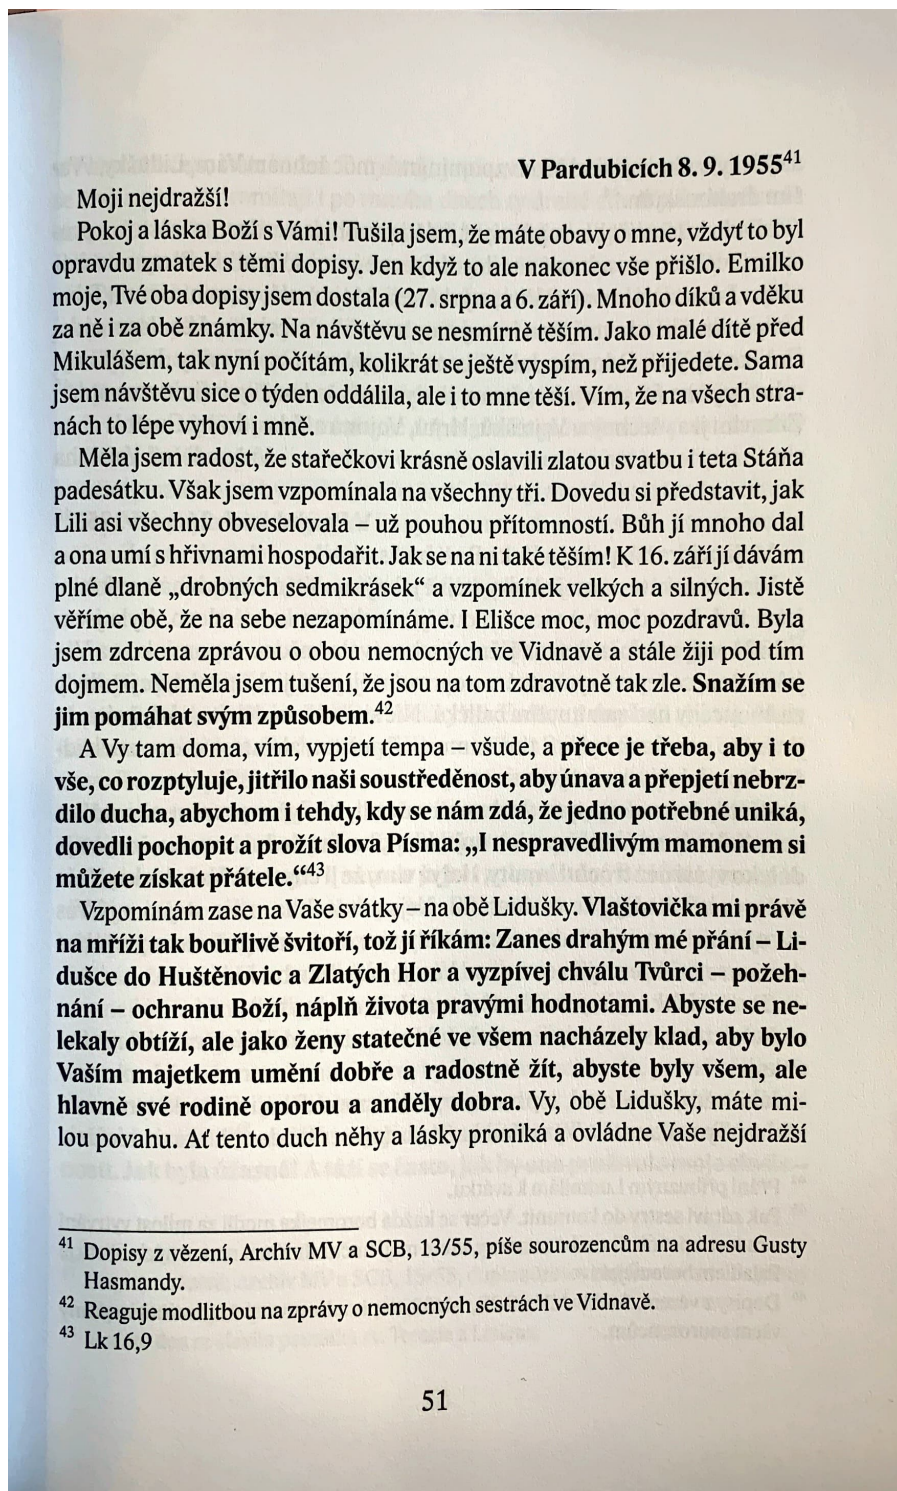 V Pardubicích 8. 9. 1955⁴¹
Moji nejdražší!
Pokoj a láska Boží s Vámi! Tušila jsem, že máte obavy o mne, vždyť to byl
opravdu zmatek s těmi dopisy. Jen když to ale nakonec vše přišlo. Emilko
moje, Tvé oba dopisy jsem dostala (27. srpna a 6. září). Mnoho díků a vděku
za ně i za obě známky. Na návštěvu se nesmírně těším. Jako malé dítě před
Mikulášem, tak nyní počítám, kolikrát se ještě vyspím, než přijedete. Sama
jsem návštěvu sice o týden oddálila, ale i to mne těší. Vím, že na všech stra-
nách to lépe vyhoví i mně.
Měla jsem radost, že stařečkovi krásně oslavili zlatou svatbu i teta Stáňa
padesátku. Však jsem vzpomínala na všechny tři. Dovedu si představit, jak
Lili asi všechny obveselovala – už pouhou přítomností. Bůh jí mnoho dal
a ona umí s hřivnami hospodařit. Jak se na ni také těším! K 16. září jí dávám
plné dlaně „drobných sedmikrásek“ a vzpomínek velkých a silných. Jistě
věříme obě, že na sebe nezapomínáme. I Elišce moc, moc pozdravů. Byla
jsem zdrcena zprávou o obou nemocných ve Vidnavě a stále žiji pod tím
dojmem. Neměla jsem tušení, že jsou na tom zdravotně tak zle. Snažím se
jim pomáhat svým způsobem.⁴²
A Vy tam doma, vím, vypjetí tempa – všude, a přece je třeba, aby i to
vše, co rozptyluje, jitřilo naši soustředěnost, aby únava a přepjetí nebrz-
dilo ducha, abychom i tehdy, kdy se nám zdá, že jedno potřebné uniká,
dovedli pochopit a prožít slova Písma: „I nespravedlivým mamonem si
můžete získat přátele.“⁴³
Vzpomínám zase na Vaše svátky – na obě Lidušky. Vlaštovička mi právě
na mříži tak bouřlivě švitoří, tož jí říkám: Zanes drahým mé přání – Li-
dušce do Huštěnovic a Zlatých Hor a vyzpívej chválu Tvůrci – požeh-
nání – ochranu Boží, náplň života pravými hodnotami. Abyste se ne-
lekaly obtíží, ale jako ženy statečné ve všem nacházely klad, aby bylo
Vaším majetkem umění dobře a radostně žít, abyste byly všem, ale
hlavně své rodině oporou a anděly dobra. Vy, obě Lidušky, máte mi-
lou povahu. Ať tento duch něhy a lásky proniká a ovládne Vaše nejdražší
⁴¹ Dopisy z vězení, Archív MV a SCB, 13/55, píše sourozencům na adresu Gusty
Hasmandy.
⁴² Reaguje modlitbou na zprávy o nemocných sestrách ve Vidnavě.
⁴³ Lk 16,9
51